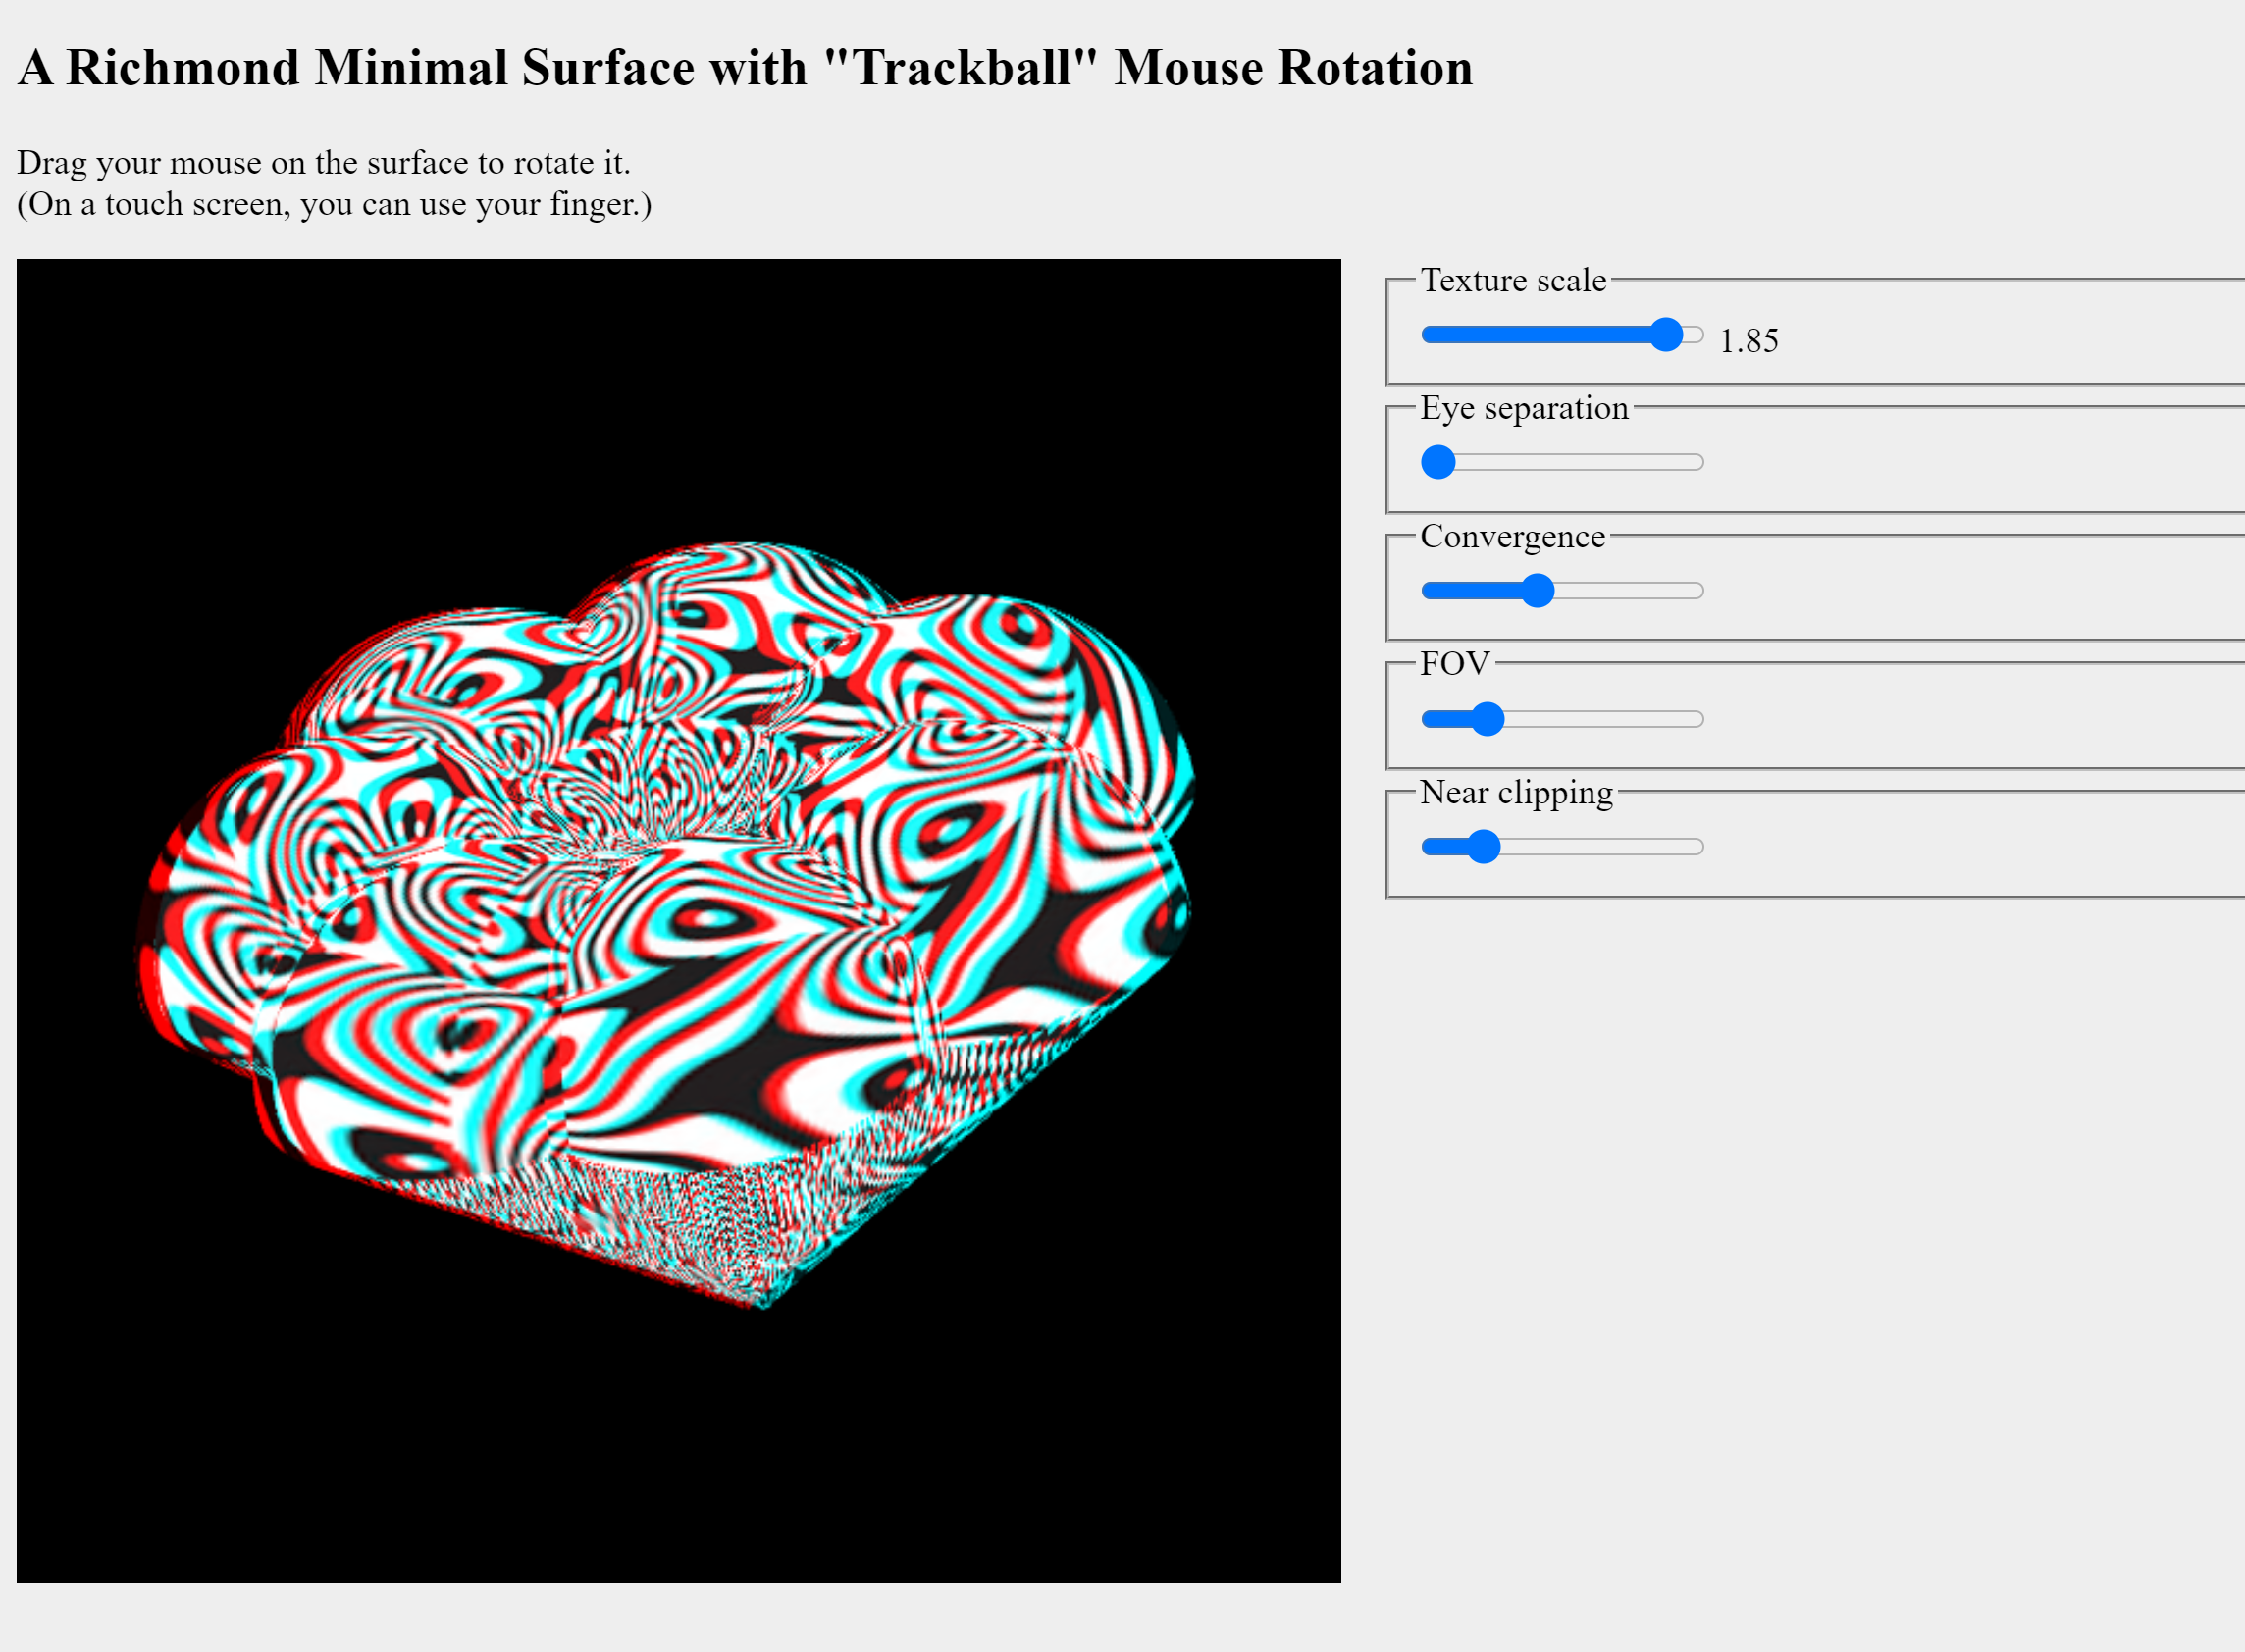 A Richmond Minimal Surface with "Trackball" Mouse Rotation
Drag your mouse on the surface to rotate it.
(On a touch screen, you can use your finger.)
Texture scale
1.85
Eye separation
Convergence
FOV
Near clipping